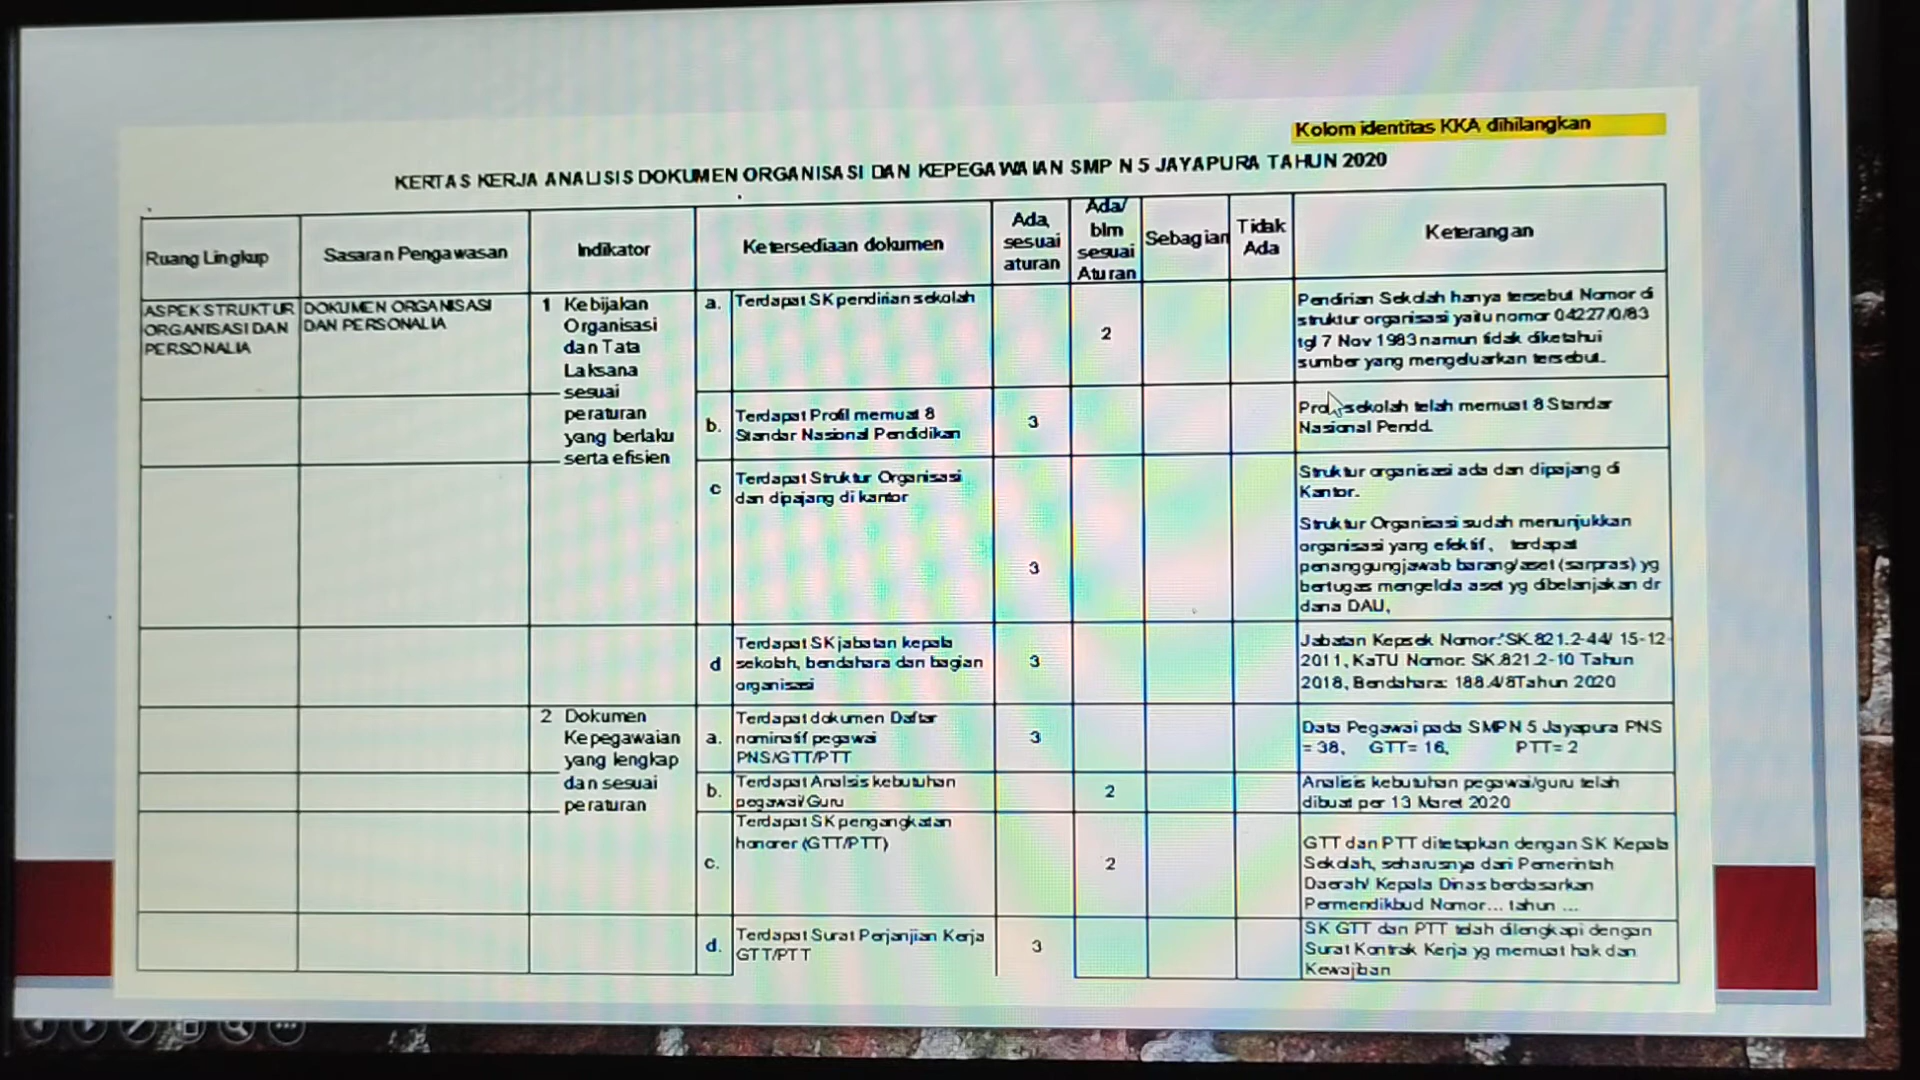 Kolom identitas KKA dihilangkan
KERTAS KERJA ANALISIS DOKUMEN ORGANISASI DAN KEPEGAWAIAN SMP N 5 JAYAPURA TAHUN 2020
Ruang Lingkup
Sasaran Pengawasan
Indikator
Ketersediaan dokumen
Ada,
sesuai
aturan
Ada/
blm
sesuai
Aturan
Sebagian
Tidak
Ada
Keterangan
ASPEK STRUKTUR
ORGANISASI DAN
PERSONALIA
DOKUMEN ORGANISASI
DAN PERSONALIA
1 Kebijakan
Organisasi
dan Tata
Laksana
sesuai
peraturan
yang berlaku
serta efisien
a. Terdapat SK pendirian sekolah
2
Pendirian Sekolah hanya tersebut Nomor di
struktur organisasi yaitu nomor 04227/0/83
tgl 7 Nov 1983 namun tidak diketahui
sumber yang mengeluarkan tersebut.
b. Terdapat Profil memuat 8
Standar Nasional Pendidikan
3
sekolah telah memuat 8 Standar
Nasional Pendd.
c Terdapat Struktur Organisasi
dan dipajang di kantor
3
Struktur organisasi ada dan dipajang di
Kantor.
Struktur Organisasi sudah menunjukkan
organisasi yang efektif, terdapat
penanggungjawab barang/aset (sarpras) yg
bertugas mengelola aset yg dibelanjakan dr
dana DAU,
d Terdapat SK jabatan kepala
sekolah, bendahara dan bagian
organisasi
3
Jabatan Kepsek Nomor:'SK.821.2-44/ 15-12-
2011, KaTU Nomor: SK.821.2-10 Tahun
2018, Bendahara: 188.4/8Tahun 2020
2 Dokumen
Kepegawaian
yang lengkap
dan sesuai
peraturan
a. Terdapat dokumen Daftar
nominatif pegawai
PNS/GTT/PTT
3
Data Pegawai pada SMPN 5 Jayapura PNS
= 38, GTT= 16, PTT= 2
b. Terdapat Analsis kebutuhan
pegawai/Guru
2
Analisis kebutuhan pegawai/guru telah
dibuat per 13 Maret 2020
c. Terdapat SK pengangkatan
honorer (GTT/PTT)
2
GTT dan PTT ditetapkan dengan SK Kepala
Sekolah, seharusnya dari Pemerintah
Daerah/ Kepala Dinas berdasarkan
Permendikbud Nomor... tahun ...
d. Terdapat Surat Perjanjian Kerja
GTT/PTT
3
SK GTT dan PTT telah dilengkapi dengan
Surat Kontrak Kerja yg memuat hak dan
Kewajiban